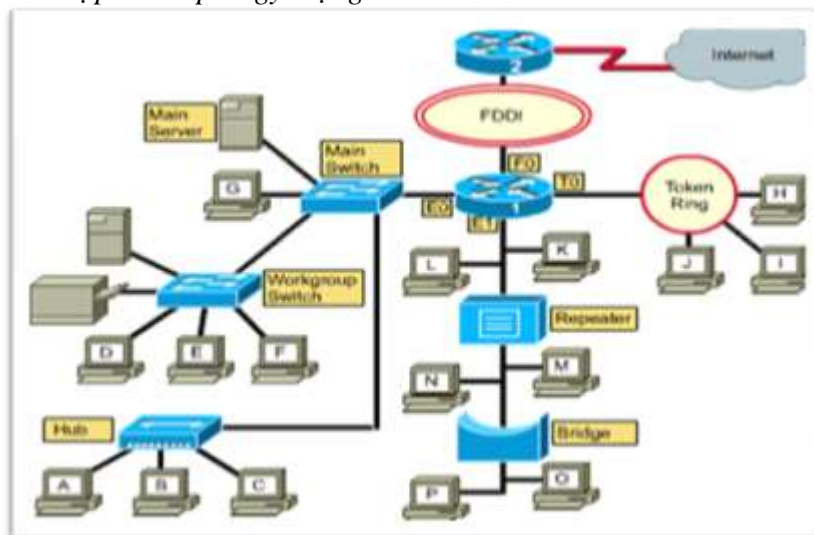 2
Internet
FDDI
Main
Server
Main
Switch
G
F0
T0
E0
1
E1
Token
Ring
H
L
K
J
I
Workgroup
Switch
Repeater
D
E
F
N
M
Hub
Bridge
A
B
C
P
O